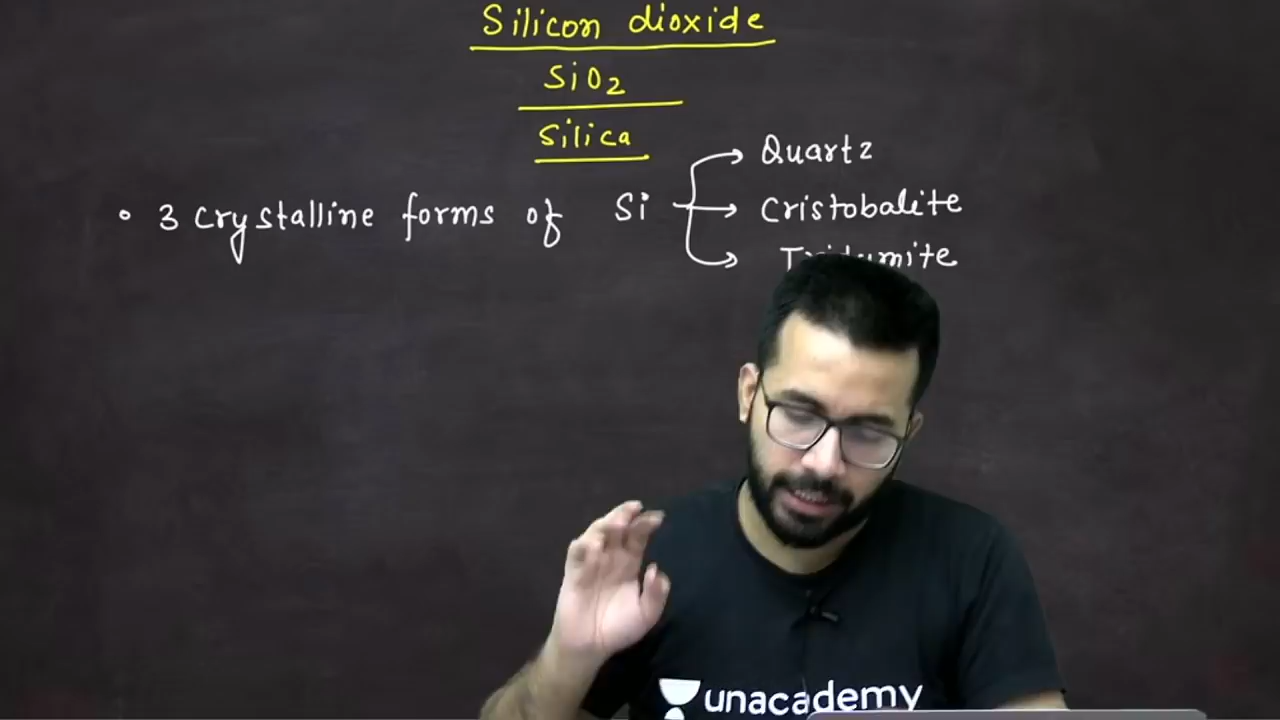 Silicon dioxide
SiO2
Silica
• 3 crystalline forms of Si
Quartz
Cristobalite
unacademy